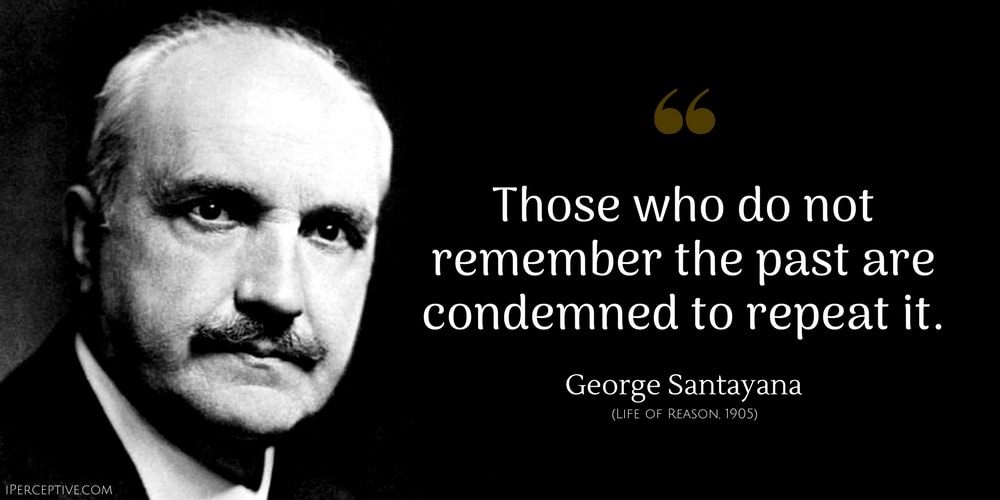 “
Those who do not
remember the past are
condemned to repeat it.
George Santayana
(Life of Reason, 1905)
iPerceptive.com